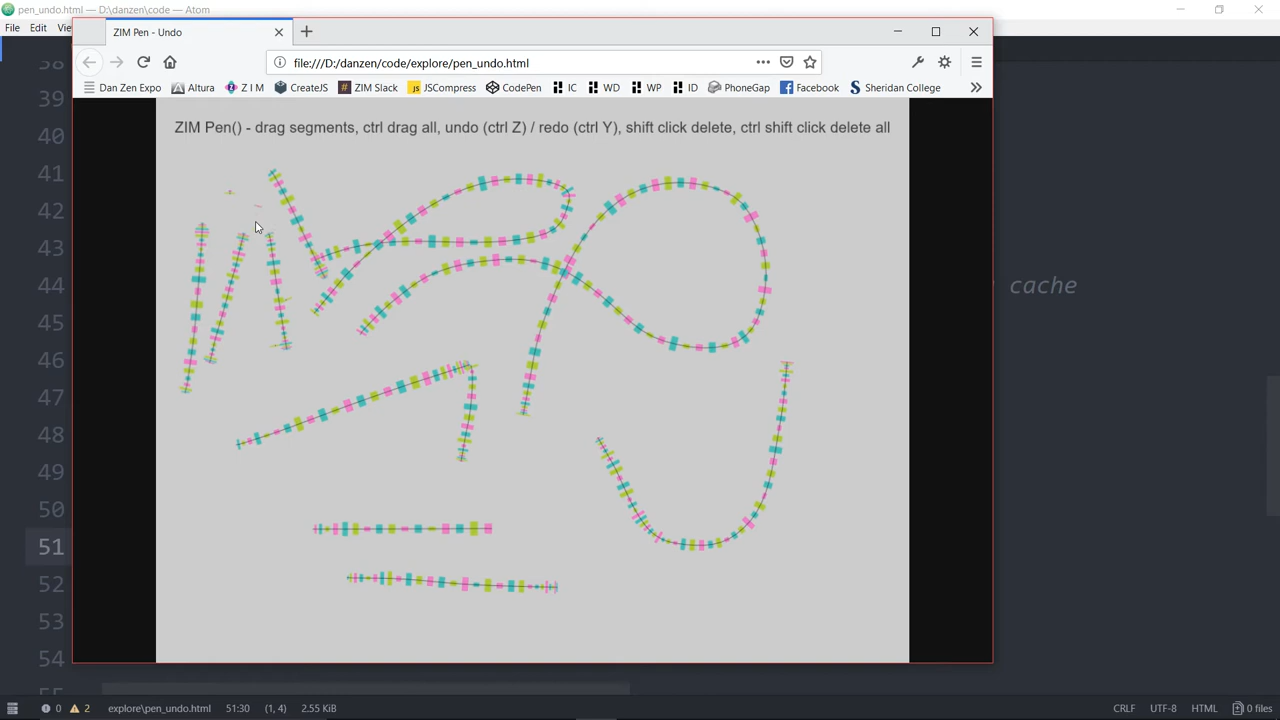 pen_undo.html — D:\danzen\code — Atom
File Edit Vie
ZIM Pen - Undo
file:///D:/danzen/code/explore/pen_undo.html
Dan Zen Expo Altura Z I M CreateJS ZIM Slack JSCompress CodePen IC WD WP ID PhoneGap Facebook Sheridan College
ZIM Pen() - drag segments, ctrl drag all, undo (ctrl Z) / redo (ctrl Y), shift click delete, ctrl shift click delete all
38
39
40
41
42
43
44 cache
45
46
47
48
49
50
51
52
53
54
0 2 explore\pen_undo.html 51:30 (1, 4) 2.55 KiB CRLF UTF-8 HTML 0 files